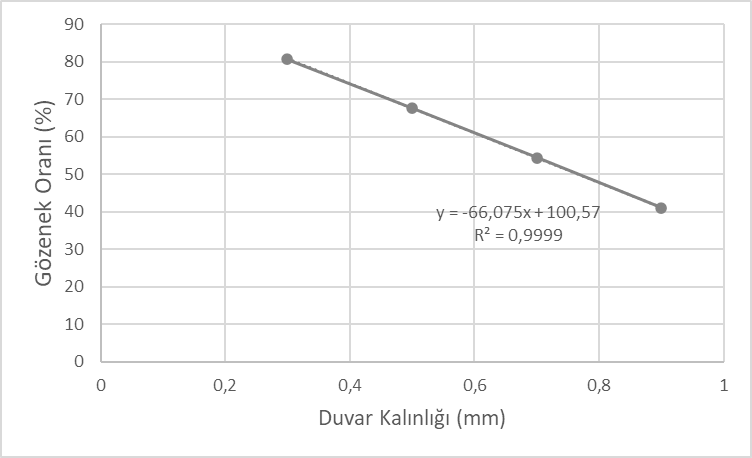 90
80
70
60
50
40
30
20
10
0
Gözenek Oranı (%)
y = -66,075x + 100,57
R² = 0,9999
0 0,2 0,4 0,6 0,8 1
Duvar Kalınlığı (mm)